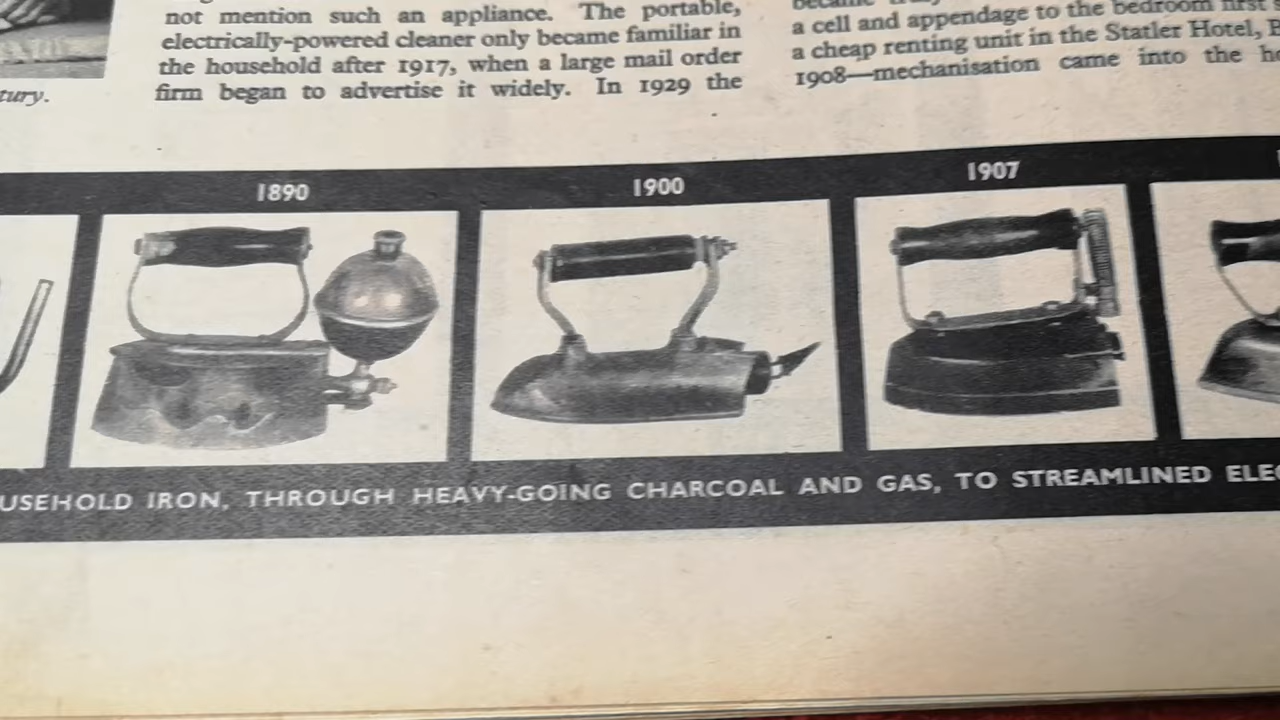 not mention such an appliance. The portable,
electrically-powered cleaner only became familiar in
the household after 1917, when a large mail order
firm began to advertise it widely. In 1929 the
a cell and appendage to the bedroom first
a cheap renting unit in the Statler Hotel,
1908—mechanisation came into the
tury.
1890
1900
1907
USEHOLD IRON, THROUGH HEAVY-GOING CHARCOAL AND GAS, TO STREAMLINED ELEC